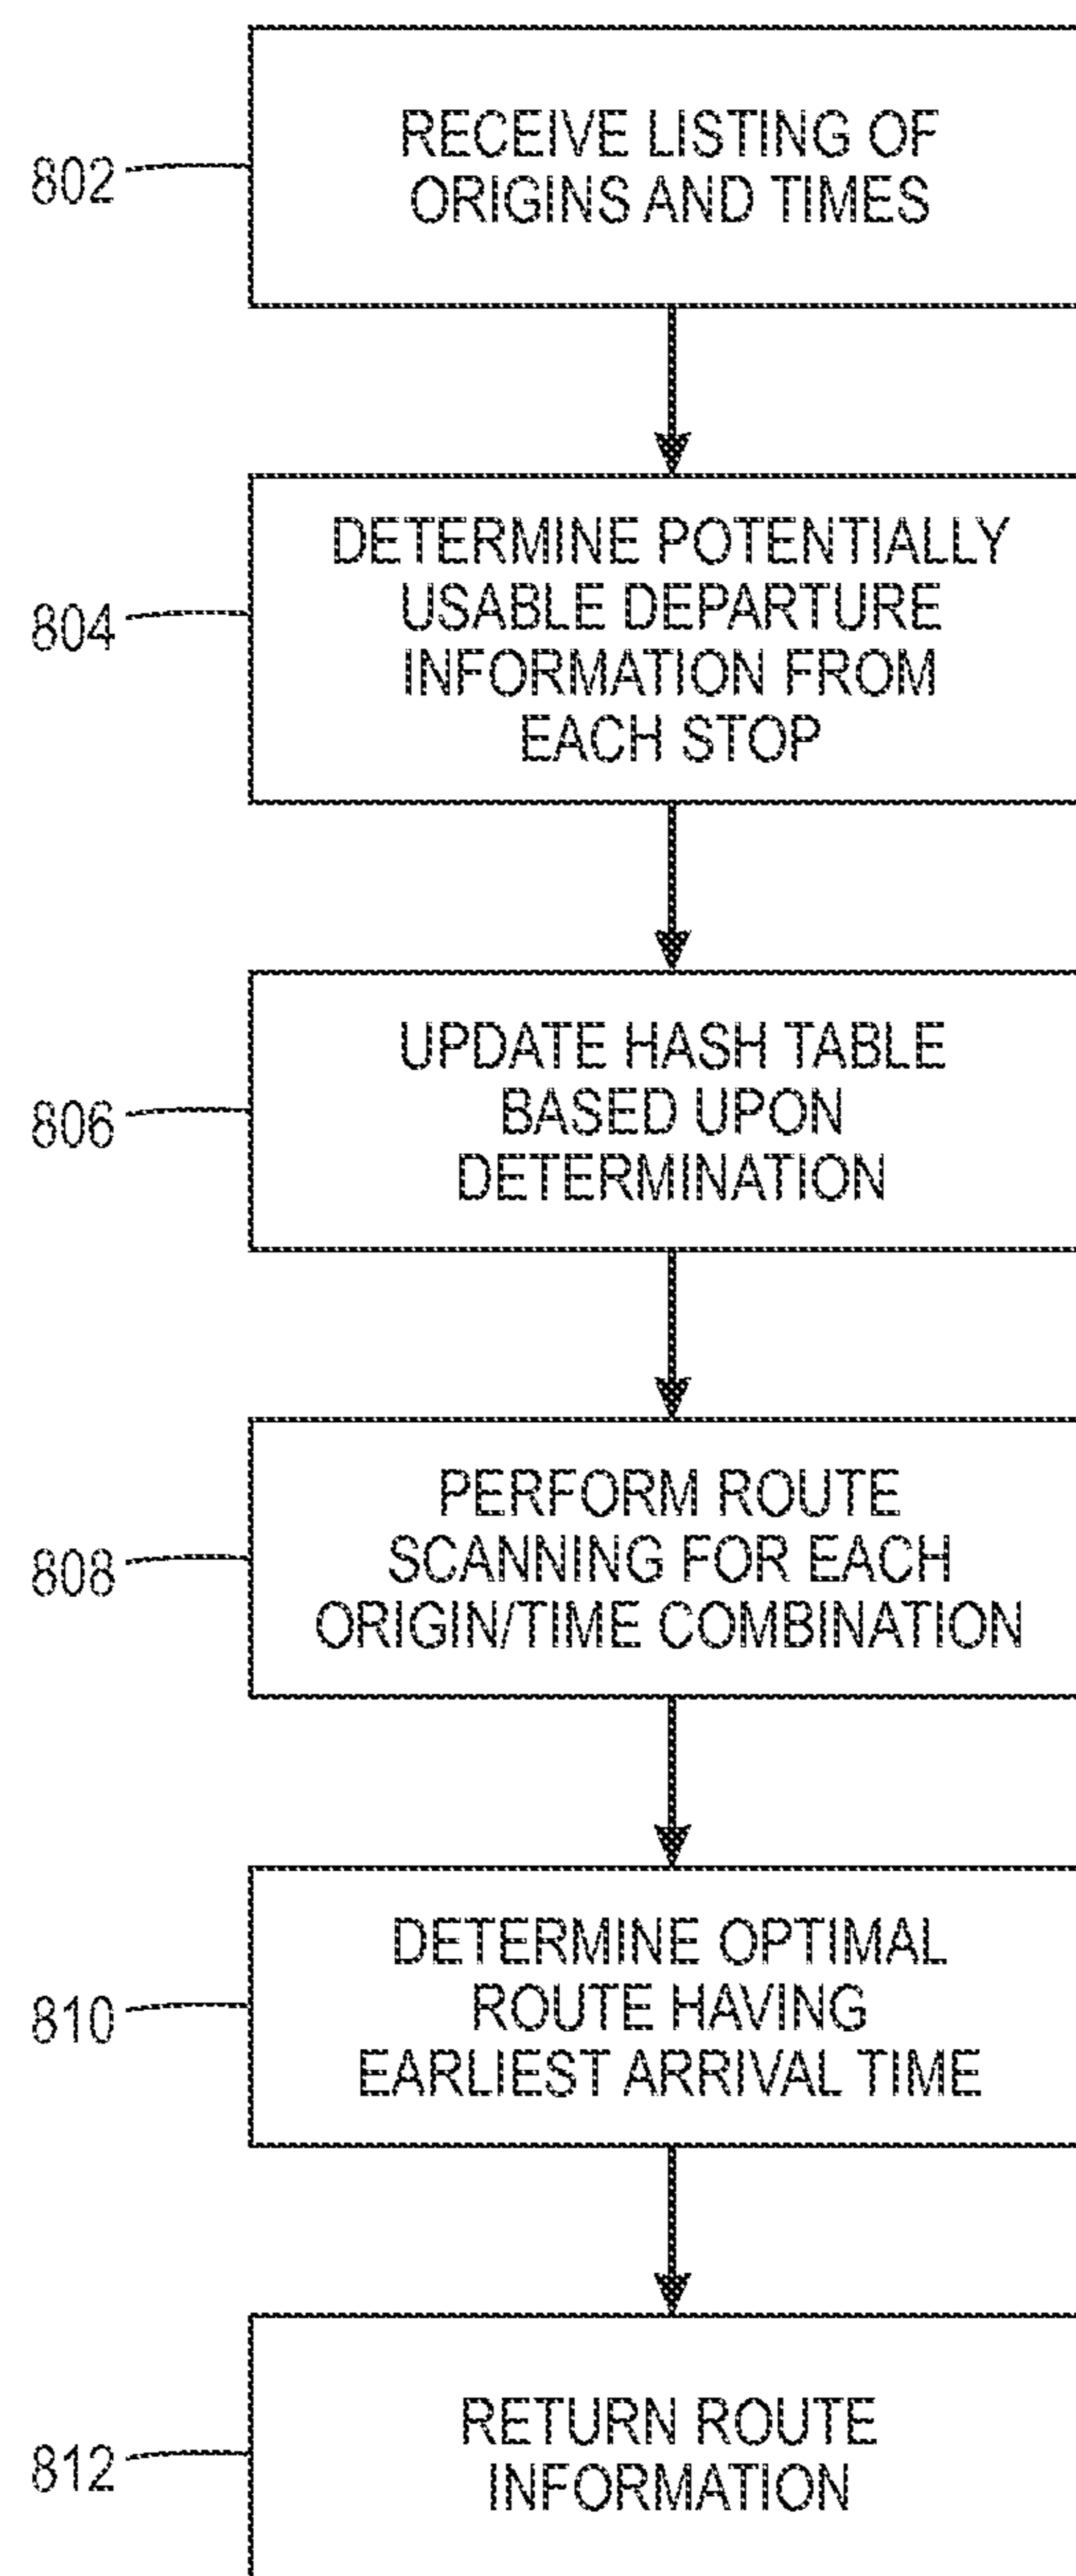 802
RECEIVE LISTING OF
ORIGINS AND TIMES
804
DETERMINE POTENTIALLY
USABLE DEPARTURE
INFORMATION FROM
EACH STOP
806
UPDATE HASH TABLE
BASED UPON
DETERMINATION
808
PERFORM ROUTE
SCANNING FOR EACH
ORIGIN/TIME COMBINATION
810
DETERMINE OPTIMAL
ROUTE HAVING
EARLIEST ARRIVAL TIME
812
RETURN ROUTE
INFORMATION